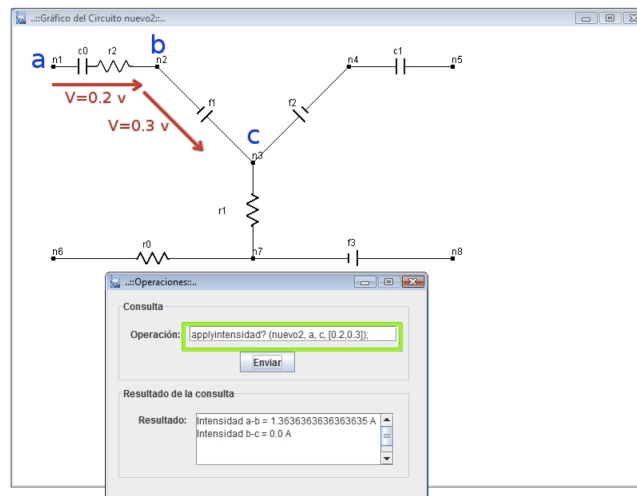 ..::Gráfico del Circuito nuevo2::..
a
n1
c0
r2
b
n2
n4
c1
n5
V=0.2 v
V=0.3 v
f1
f2
c
n3
r1
n6
r0
n7
f3
n8
..::Operaciones::..
Consulta
Operación: applyintensidad? (nuevo2, a, c, [0.2,0.3]);
Enviar
Resultado de la consulta
Resultado: Intensidad a-b = 1.3636363636363635 A
Intensidad b-c = 0.0 A